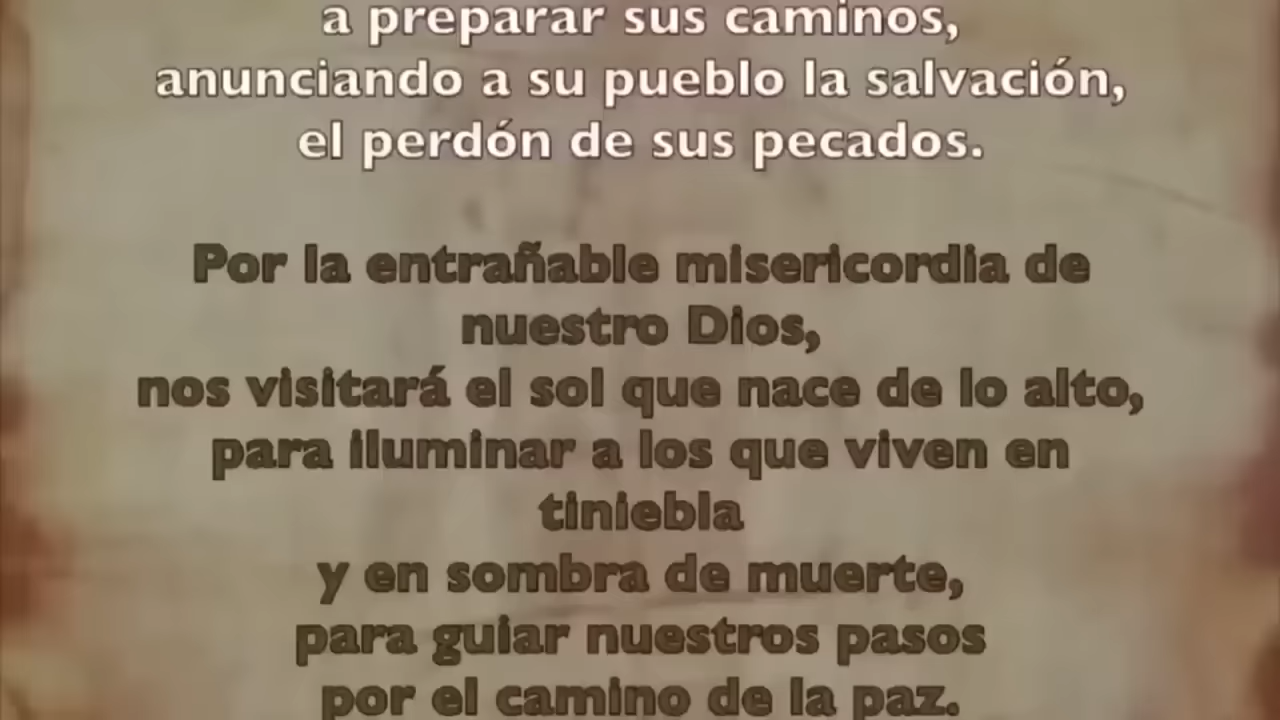 a preparar sus caminos,
anunciando a su pueblo la salvación,
el perdón de sus pecados.
Por la entrañable misericordia de
nuestro Dios,
nos visitará el sol que nace de lo alto,
para iluminar a los que viven en
tiniebla
y en sombra de muerte,
para guiar nuestros pasos
por el camino de la paz.